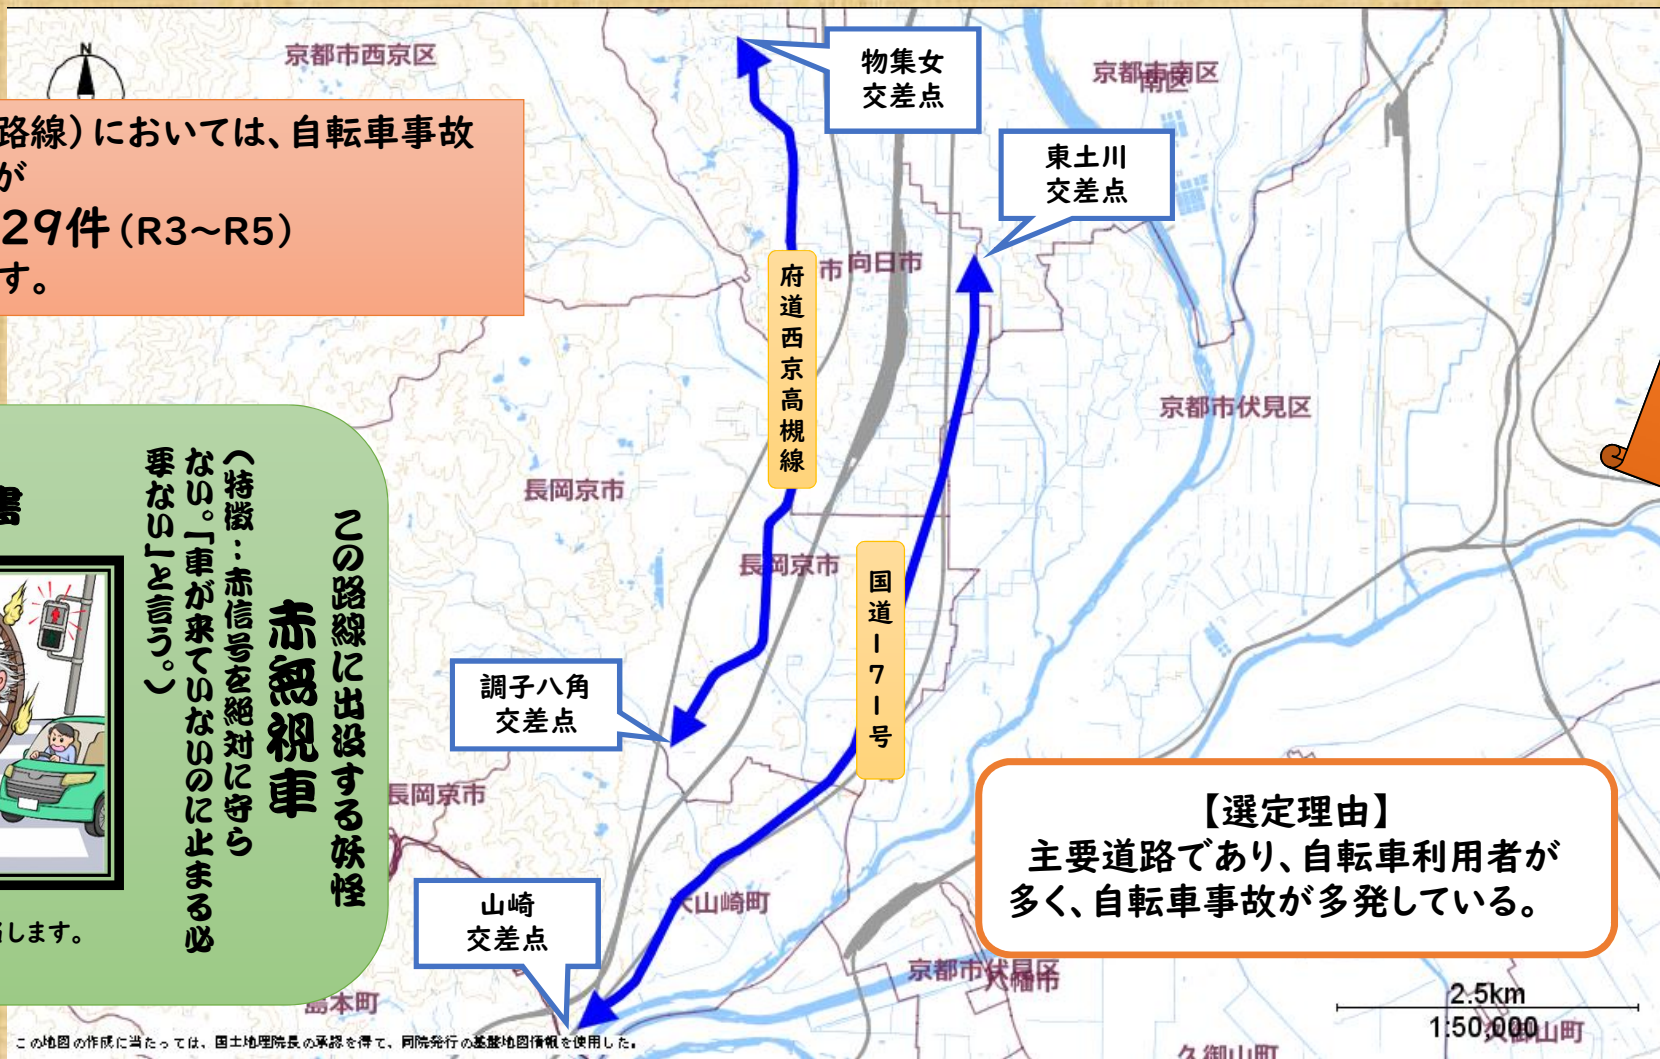 N
京都市西京区
物集女
交差点
京都市南区
南区
路線）においては、自転車事故
が
29件（R3～R5）
す。
東土川
交差点
市
向日市
府道西京高槻線
京都市伏見区
長岡京市
長岡京市
国道171号
書
この路線に出没する妖怪
赤無視車
（特徴：赤信号を絶対に守ら
ない。「車が来ていないのに止まる必
要ない」と言う。）
します。
調子八角
交差点
長岡京市
山崎
交差点
大山崎町
島本町
【選定理由】
主要道路であり、自転車利用者が
多く、自転車事故が多発している。
京都市伏見区
八幡市
2.5km
1:50,000
久御山町
久御山町
この地図の作成に当たっては、国土地理院長の承認を得て、同院発行の基盤地図情報を使用した。